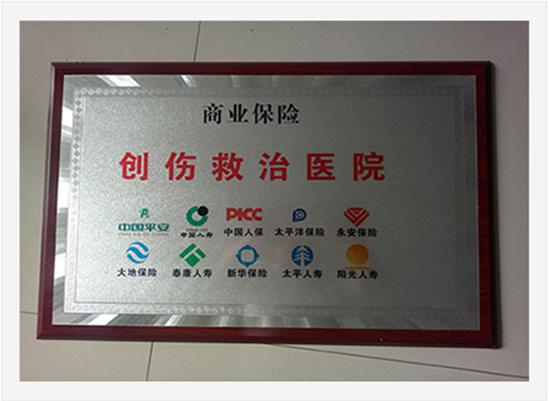 商业保险
创伤救治医院
PICC
中国平安 中国人寿 中国人保 太平洋保险 永安保险
大地保险 泰康人寿 新华保险 太平人寿 阳光人寿